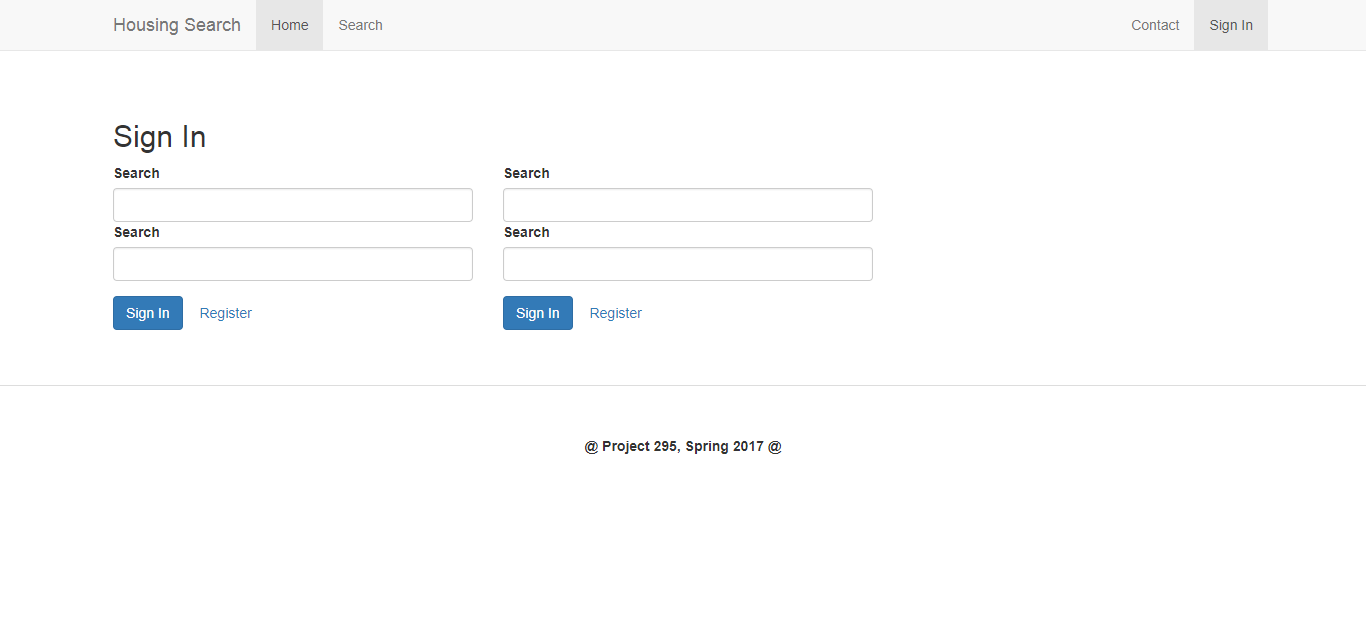 Housing Search Home Search Contact Sign In
Sign In
Search Search
Search Search
Sign In Register Sign In Register
@ Project 295, Spring 2017 @